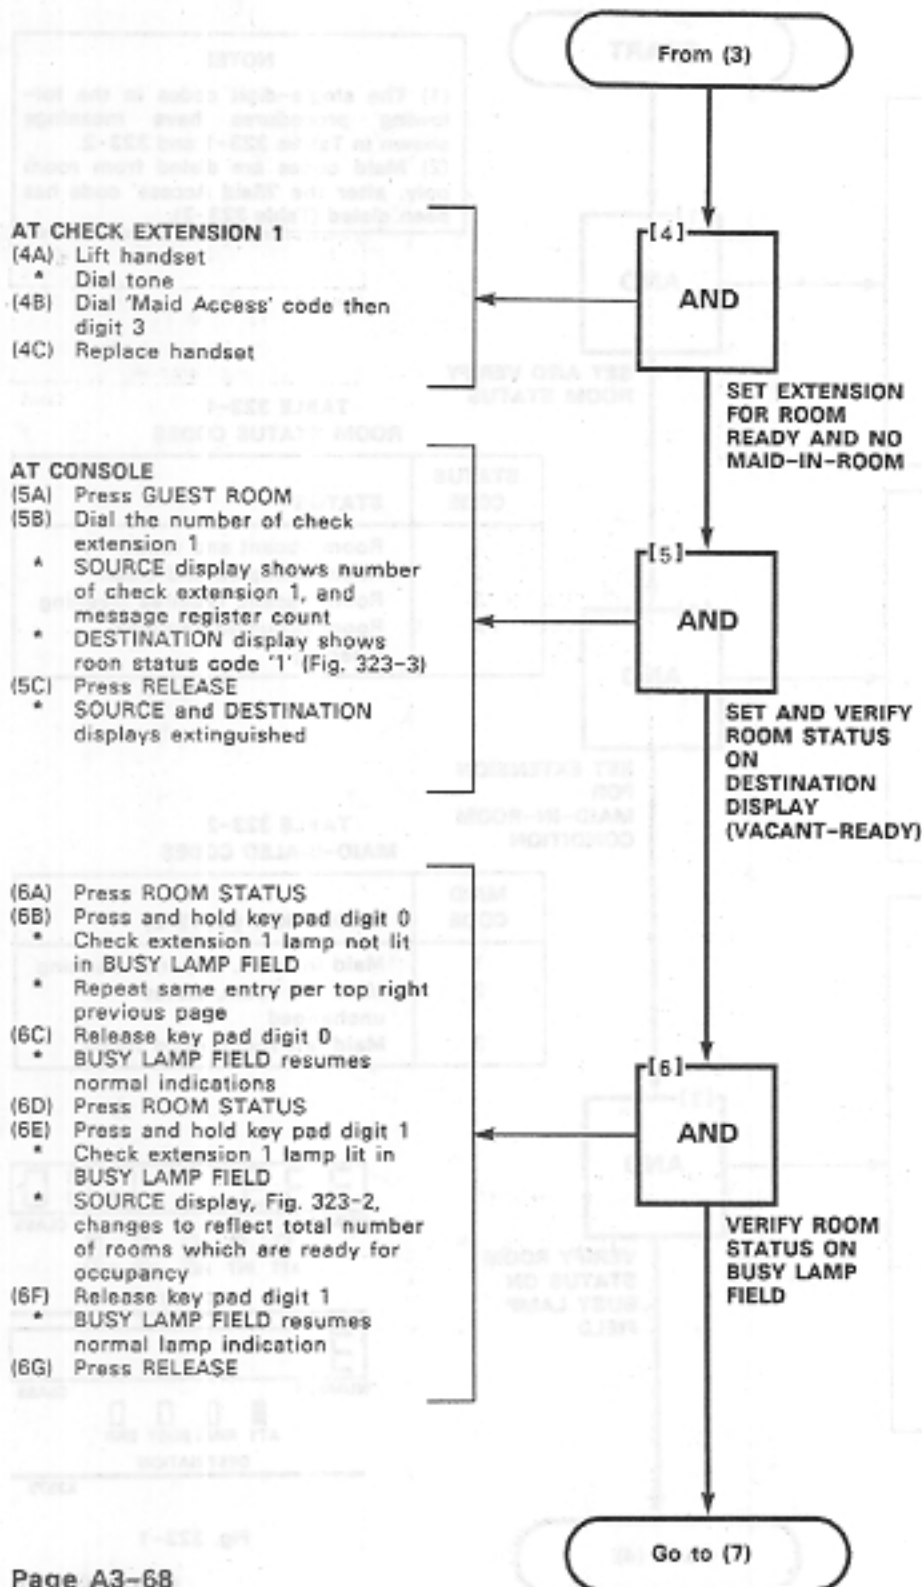 From (3)
AT CHECK EXTENSION 1
(4A) Lift handset
* Dial tone
(4B) Dial 'Maid Access' code then
digit 3
(4C) Replace handset
[4]
AND
SET EXTENSION
FOR ROOM
READY AND NO
MAID-IN-ROOM
AT CONSOLE
(5A) Press GUEST ROOM
(5B) Dial the number of check
extension 1
* SOURCE display shows number
of check extension 1, and
message register count
* DESTINATION display shows
roon status code '1' (Fig. 323-3)
(5C) Press RELEASE
* SOURCE and DESTINATION
displays extinguished
[5]
AND
SET AND VERIFY
ROOM STATUS
ON
DESTINATION
DISPLAY
(VACANT-READY)
(6A) Press ROOM STATUS
(6B) Press and hold key pad digit 0
* Check extension 1 lamp not lit
in BUSY LAMP FIELD
* Repeat same entry per top right
previous page
(6C) Release key pad digit 0
* BUSY LAMP FIELD resumes
normal indications
(6D) Press ROOM STATUS
(6E) Press and hold key pad digit 1
* Check extension 1 lamp lit in
BUSY LAMP FIELD
* SOURCE display, Fig. 323-2,
changes to reflect total number
of rooms which are ready for
occupancy
(6F) Release key pad digit 1
* BUSY LAMP FIELD resumes
normal lamp indication
(6G) Press RELEASE
[6]
AND
VERIFY ROOM
STATUS ON
BUSY LAMP
FIELD
Go to (7)
Page A3-68